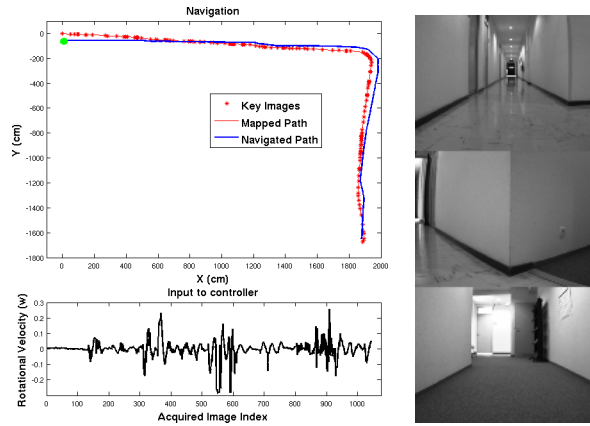 Navigation
100
0
-200
-400
-600
-800
-1000
-1200
-1400
-1600
-1800
Y (cm)
Key Images
Mapped Path
Navigated Path
0 200 400 600 800 1000 1200 1400 1600 1800 2000
X (cm)
Input to controller
Rotational Velocity (w)
0.3
0.2
0.1
0
-0.1
-0.2
0 100 200 300 400 500 600 700 800 900 1000
Acquired Image Index